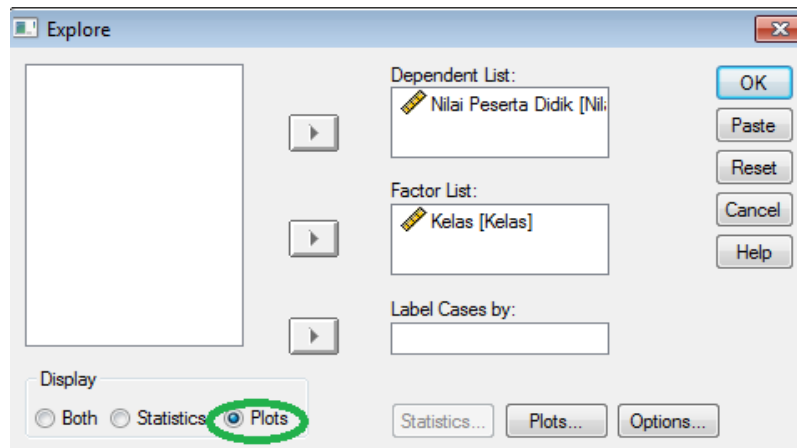 Explore
Dependent List:
Nilai Peserta Didik [Nil
OK
Paste
Reset
Cancel
Help
Factor List:
Kelas [Kelas]
Label Cases by:
Display
Both
Statistics
Plots
Statistics...
Plots...
Options...